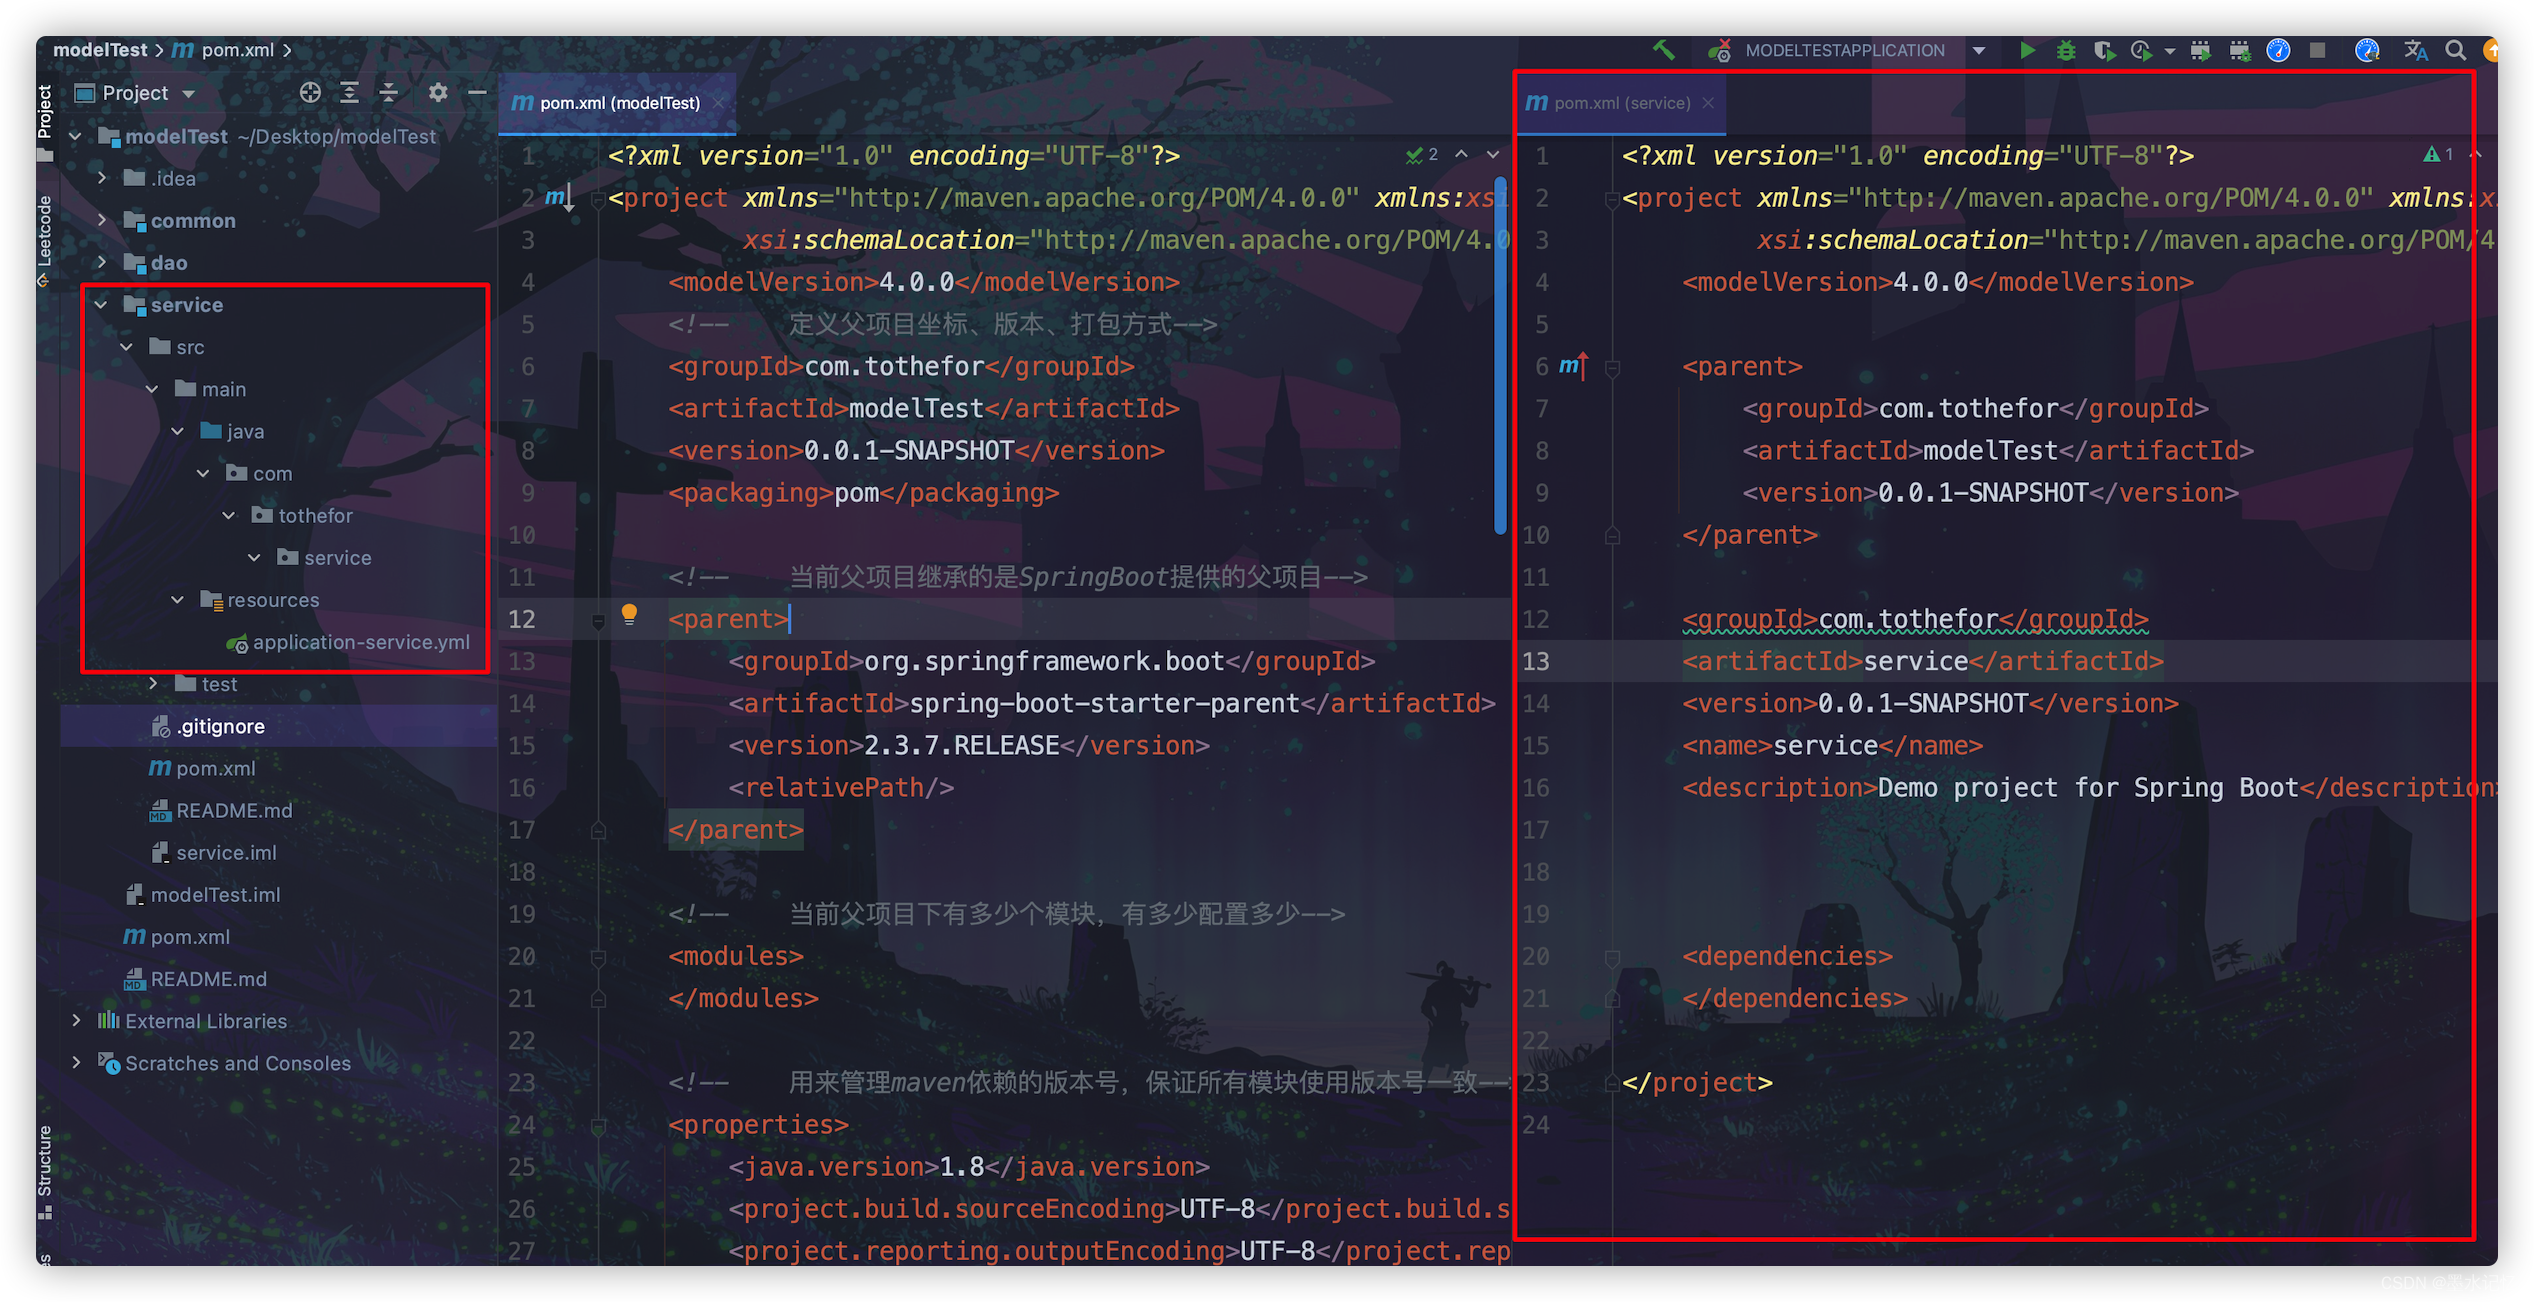 modelTest > pom.xml >
MODELTESTAPPLICATION
Project
Leetcode
Structure
Project
modelTest ~/Desktop/modelTest
.idea
common
dao
service
src
main
java
com
tothefor
service
resources
application-service.yml
test
.gitignore
pom.xml
README.md
service.iml
modelTest.iml
pom.xml
README.md
External Libraries
Scratches and Consoles
pom.xml (modelTest)
2
1 <?xml version="1.0" encoding="UTF-8"?>
2 <project xmlns="http://maven.apache.org/POM/4.0.0" xmlns:xsi
3 xsi:schemaLocation="http://maven.apache.org/POM/4.0
4 <modelVersion>4.0.0</modelVersion>
5 <!-- 定义父项目坐标、版本、打包方式-->
6 <groupId>com.tothefor</groupId>
7 <artifactId>modelTest</artifactId>
8 <version>0.0.1-SNAPSHOT</version>
9 <packaging>pom</packaging>
10
11 <!-- 当前父项目继承的是SpringBoot提供的父项目-->
12 <parent>
13 <groupId>org.springframework.boot</groupId>
14 <artifactId>spring-boot-starter-parent</artifactId>
15 <version>2.3.7.RELEASE</version>
16 <relativePath/>
17 </parent>
18
19 <!-- 当前父项目下有多少个模块，有多少配置多少-->
20 <modules>
21 </modules>
22
23 <!-- 用来管理maven依赖的版本号，保证所有模块使用版本号一致--
24 <properties>
25 <java.version>1.8</java.version>
26 <project.build.sourceEncoding>UTF-8</project.build.s
27 <project.reporting.outputEncoding>UTF-8</project.rep
pom.xml (service)
1
1 <?xml version="1.0" encoding="UTF-8"?>
2 <project xmlns="http://maven.apache.org/POM/4.0.0" xmlns:x
3 xsi:schemaLocation="http://maven.apache.org/POM/4
4 <modelVersion>4.0.0</modelVersion>
5
6 <parent>
7 <groupId>com.tothefor</groupId>
8 <artifactId>modelTest</artifactId>
9 <version>0.0.1-SNAPSHOT</version>
10 </parent>
11
12 <groupId>com.tothefor</groupId>
13 <artifactId>service</artifactId>
14 <version>0.0.1-SNAPSHOT</version>
15 <name>service</name>
16 <description>Demo project for Spring Boot</description>
17
18
19
20 <dependencies>
21 </dependencies>
22
23 </project>
24
CSDN